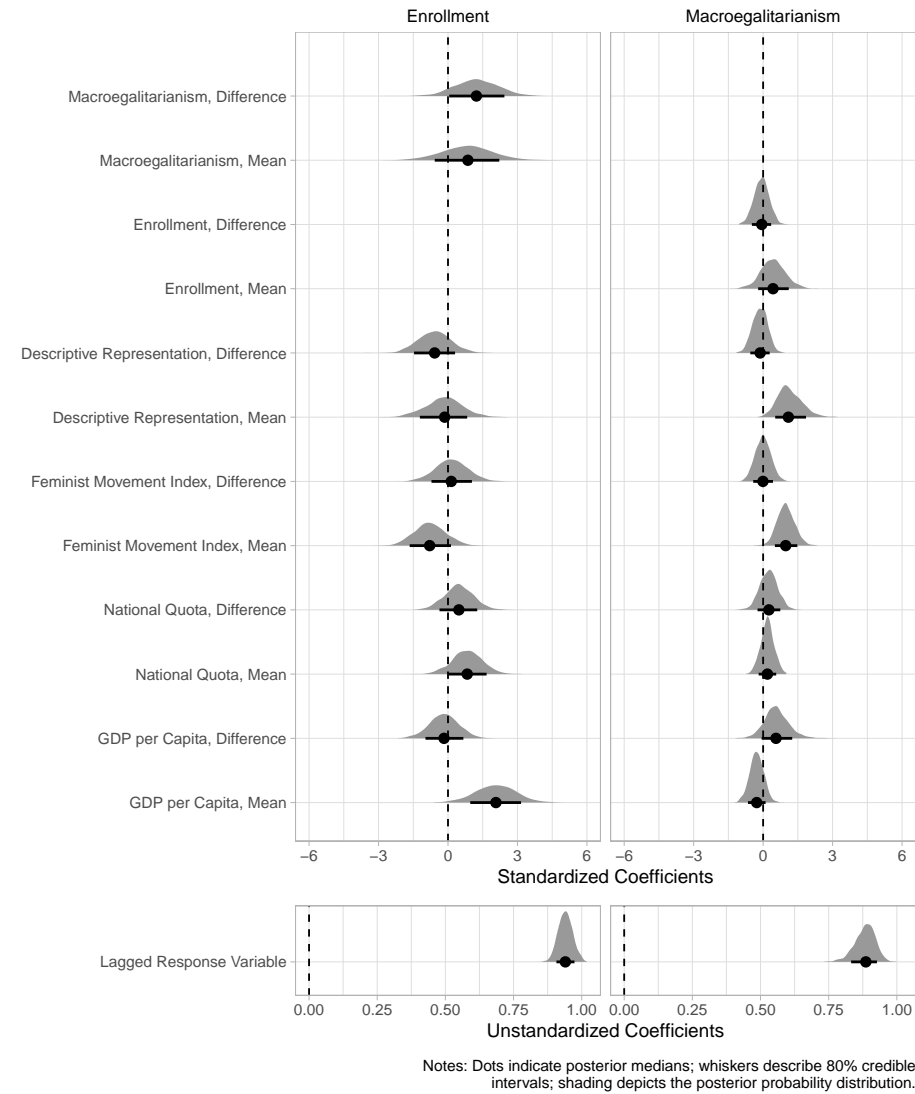 Enrollment Macroegalitarianism
Macroegalitarianism, Difference
Macroegalitarianism, Mean
Enrollment, Difference
Enrollment, Mean
Descriptive Representation, Difference
Descriptive Representation, Mean
Feminist Movement Index, Difference
Feminist Movement Index, Mean
National Quota, Difference
National Quota, Mean
GDP per Capita, Difference
GDP per Capita, Mean
−6 −3 0 3 6 −6 −3 0 3 6
Standardized Coefficients
Lagged Response Variable
0.00 0.25 0.50 0.75 1.00 0.00 0.25 0.50 0.75 1.00
Unstandardized Coefficients
Notes: Dots indicate posterior medians; whiskers describe 80% credible
intervals; shading depicts the posterior probability distribution.